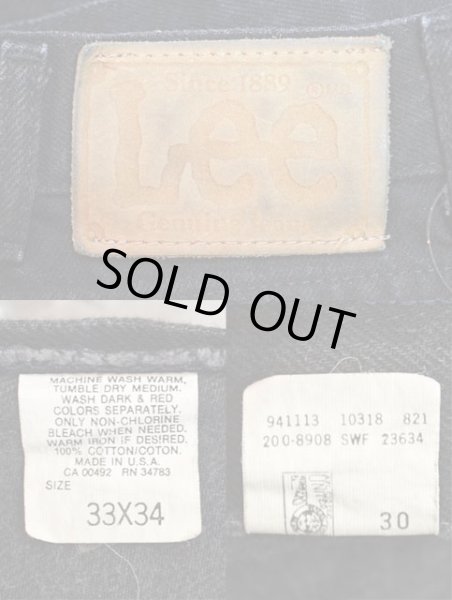 Since 1889
Lee
®
Genuine
SOLD OUT
MACHINE WASH WARM,
TUMBLE DRY MEDIUM.
WASH DARK & RED
COLORS SEPARATELY.
ONLY NON-CHLORINE
BLEACH WHEN NEEDED.
WARM IRON IF DESIRED.
100% COTTON/COTON.
MADE IN U.S.A.
CA 00492 RN 34783
SIZE
33X34
941113 10318 821
200-8908 SWF 23634
30